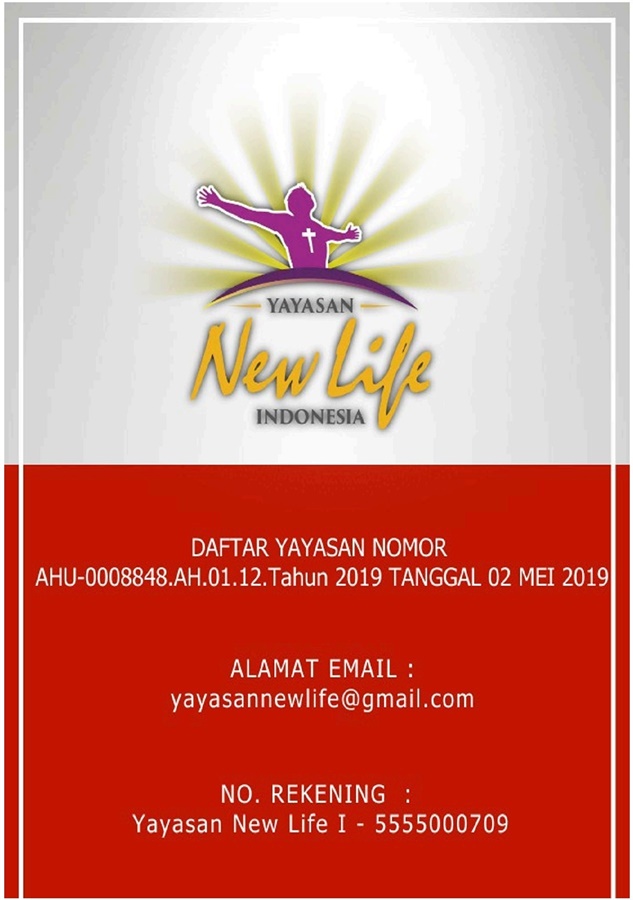 YAYASAN
New Life
INDONESIA
DAFTAR YAYASAN NOMOR
AHU-0008848.AH.01.12.Tahun 2019 TANGGAL 02 MEI 2019
ALAMAT EMAIL :
yayasannewlife@gmail.com
NO. REKENING :
Yayasan New Life I - 5555000709